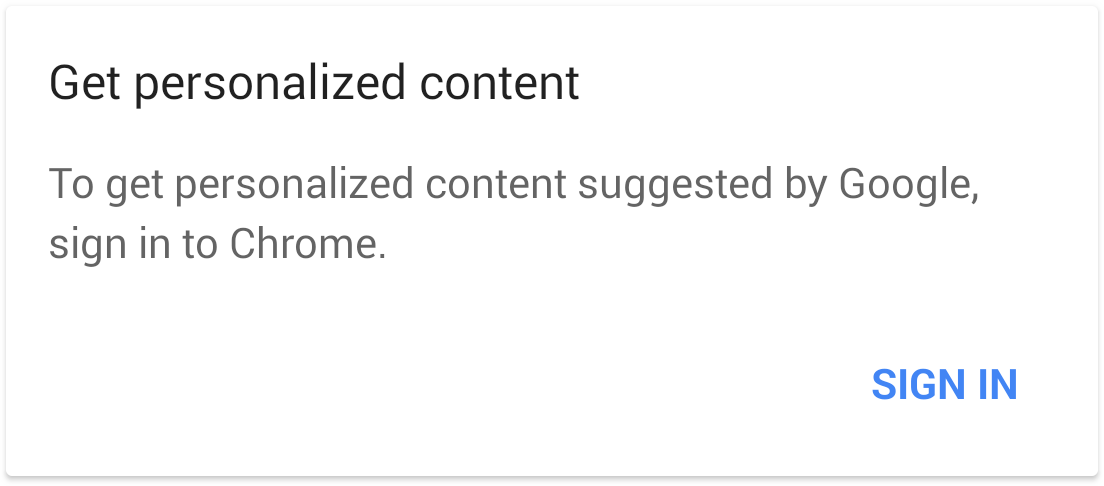 Get personalized content
To get personalized content suggested by Google,
sign in to Chrome.
SIGN IN